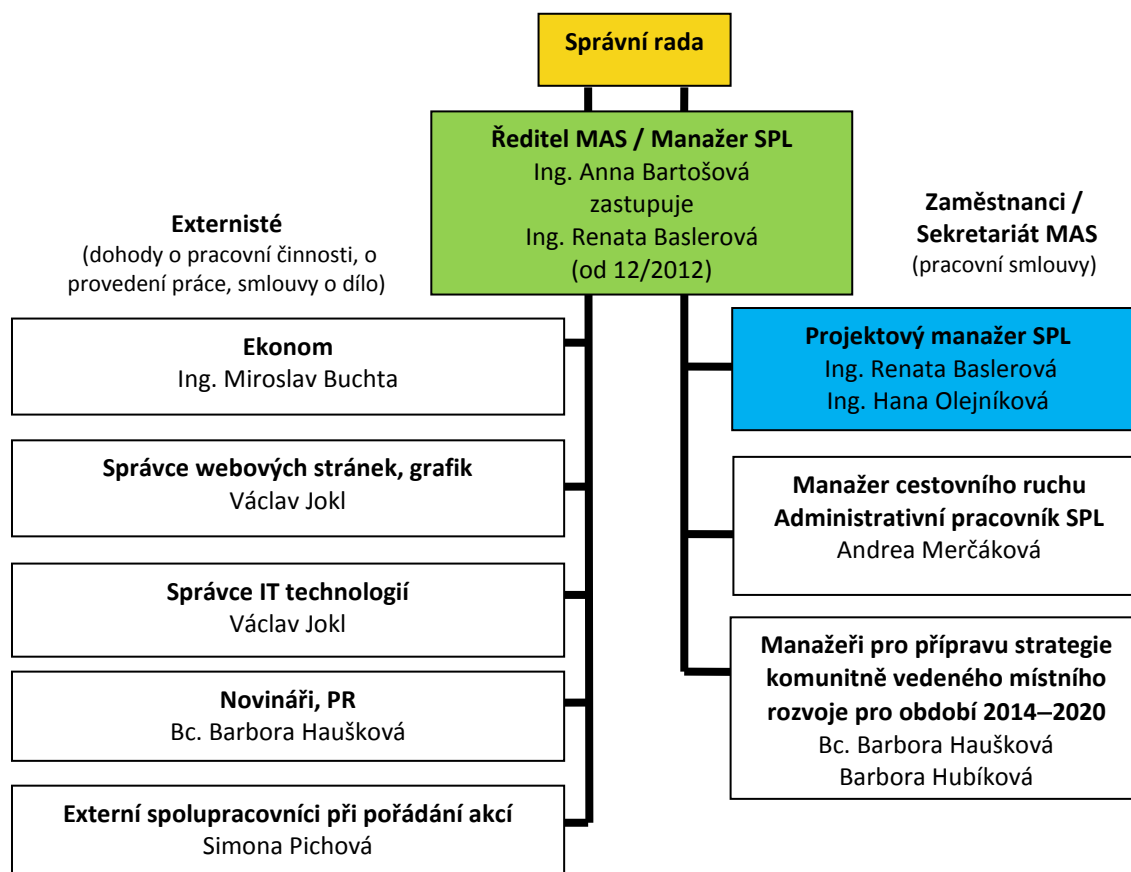 Správní rada
Ředitel MAS / Manažer SPL
Ing. Anna Bartošová
zastupuje
Ing. Renata Baslerová
(od 12/2012)
Externisté
(dohody o pracovní činnosti, o
provedení práce, smlouvy o dílo)
Ekonom
Ing. Miroslav Buchta
Správce webových stránek, grafik
Václav Jokl
Správce IT technologií
Václav Jokl
Novináři, PR
Bc. Barbora Haušková
Externí spolupracovníci při pořádání akcí
Simona Pichová
Zaměstnanci /
Sekretariát MAS
(pracovní smlouvy)
Projektový manažer SPL
Ing. Renata Baslerová
Ing. Hana Olejníková
Manažer cestovního ruchu
Administrativní pracovník SPL
Andrea Merčáková
Manažeři pro přípravu strategie
komunitně vedeného místního
rozvoje pro období 2014–2020
Bc. Barbora Haušková
Barbora Hubíková